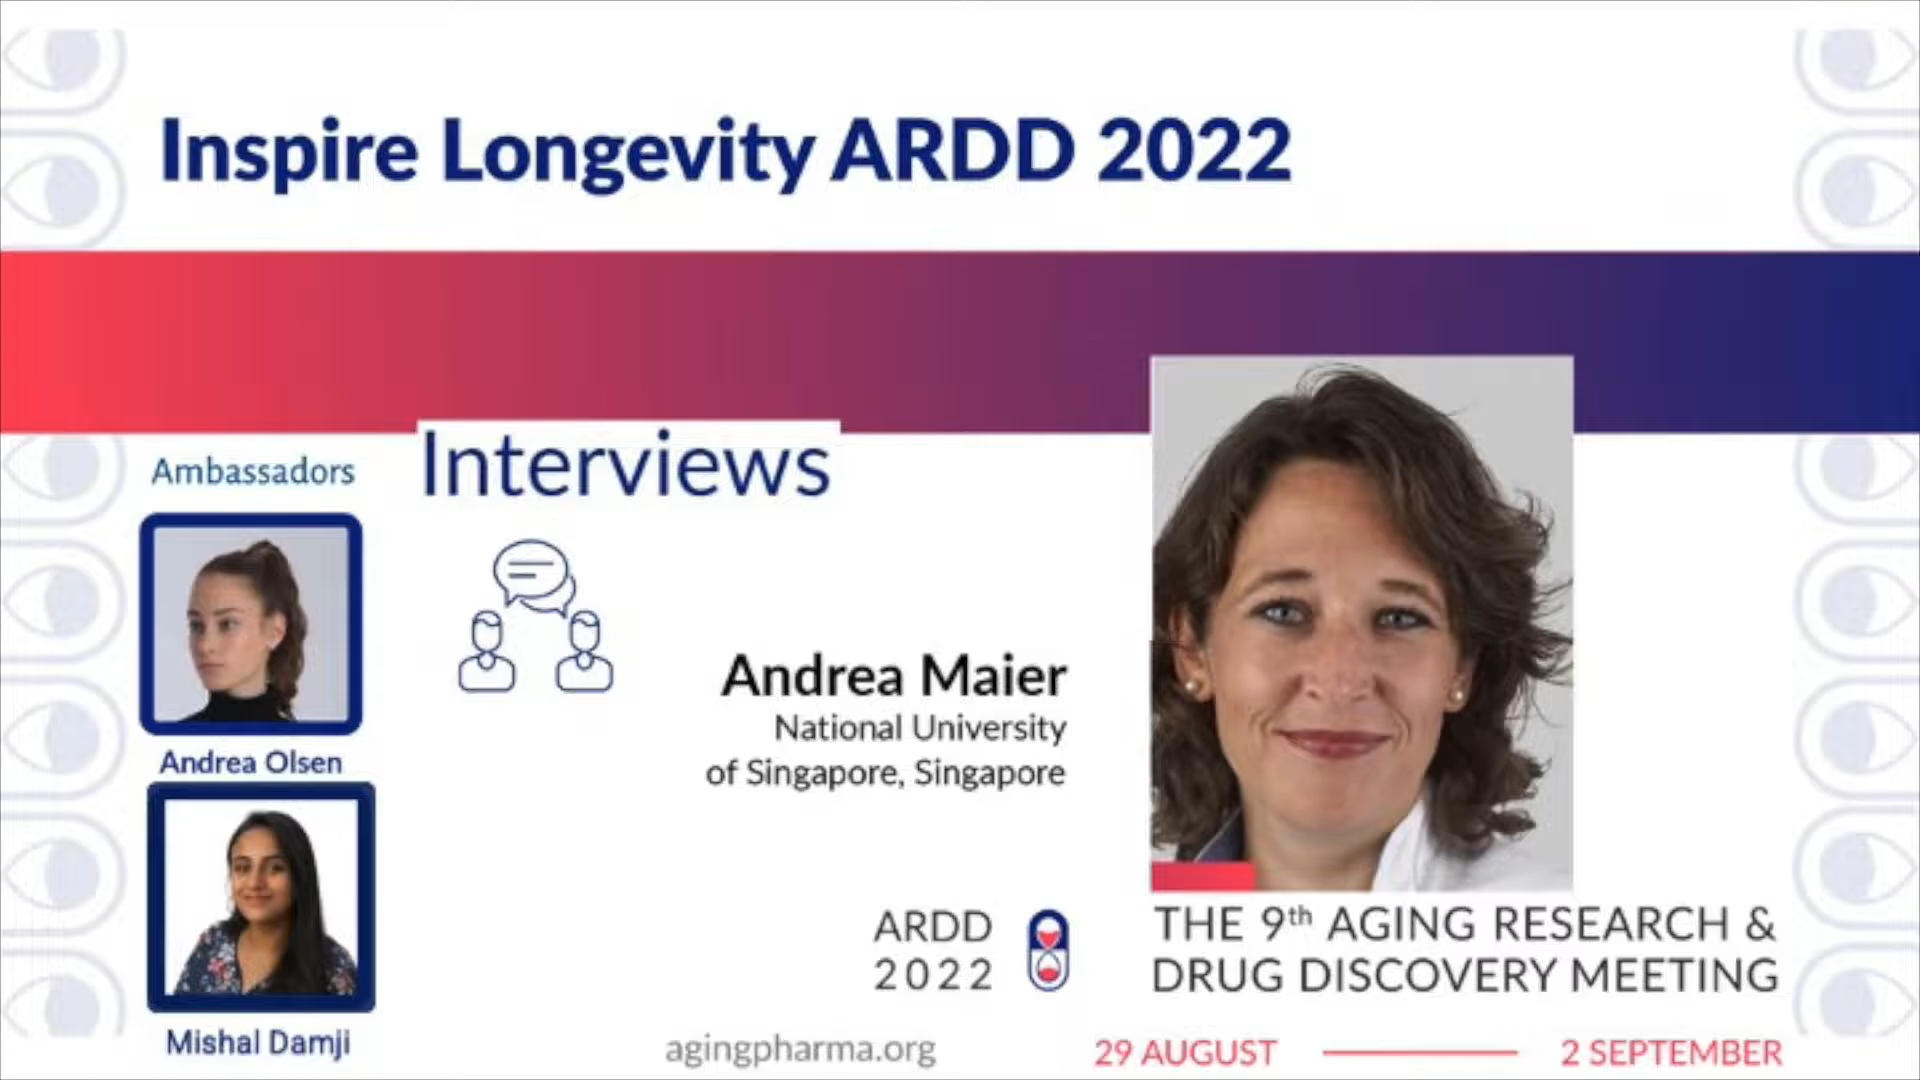 Inspire Longevity ARDD 2022
Ambassadors
Interviews
Andrea Olsen
Mishal Damji
Andrea Maier
National University
of Singapore, Singapore
ARDD
2022
THE 9th AGING RESEARCH &
DRUG DISCOVERY MEETING
agingpharma.org
29 AUGUST
2 SEPTEMBER